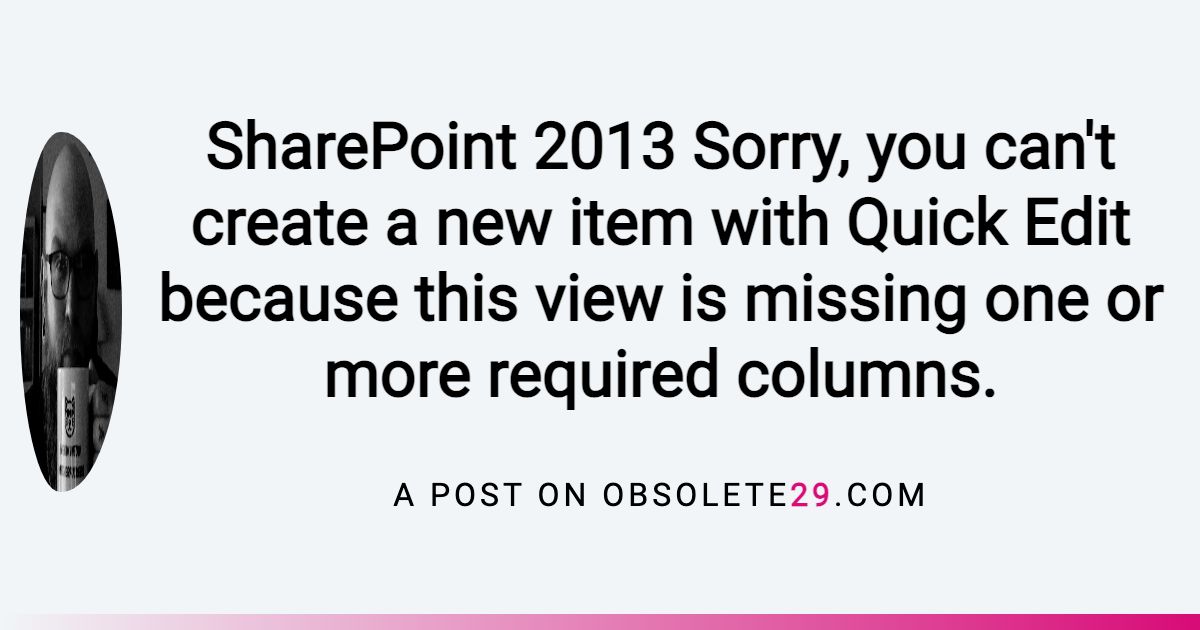 SharePoint 2013 Sorry, you can't
create a new item with Quick Edit
because this view is missing one or
more required columns.
A POST ON OBSOLETE29.COM